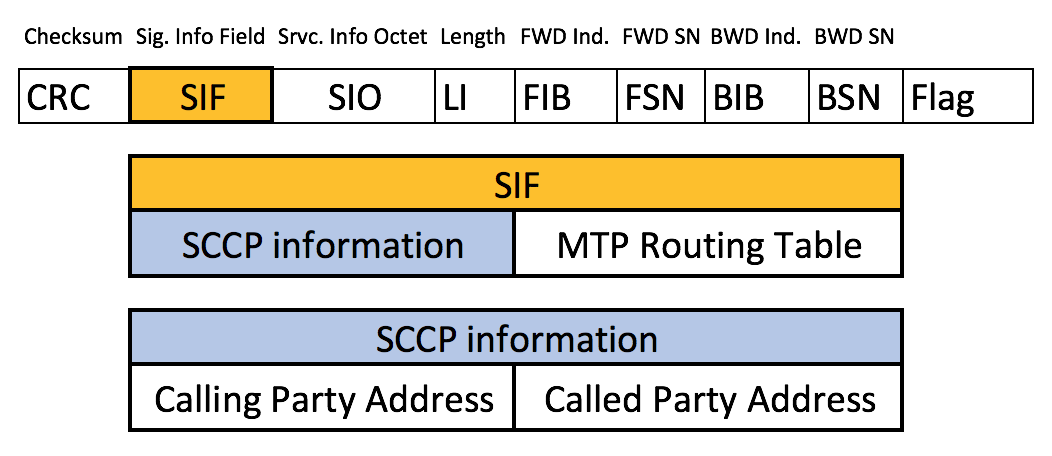 Checksum Sig. Info Field Srvc. Info Octet Length FWD Ind. FWD SN BWD Ind. BWD SN
CRC SIF SIO LI FIB FSN BIB BSN Flag
SIF
SCCP information MTP Routing Table
SCCP information
Calling Party Address Called Party Address